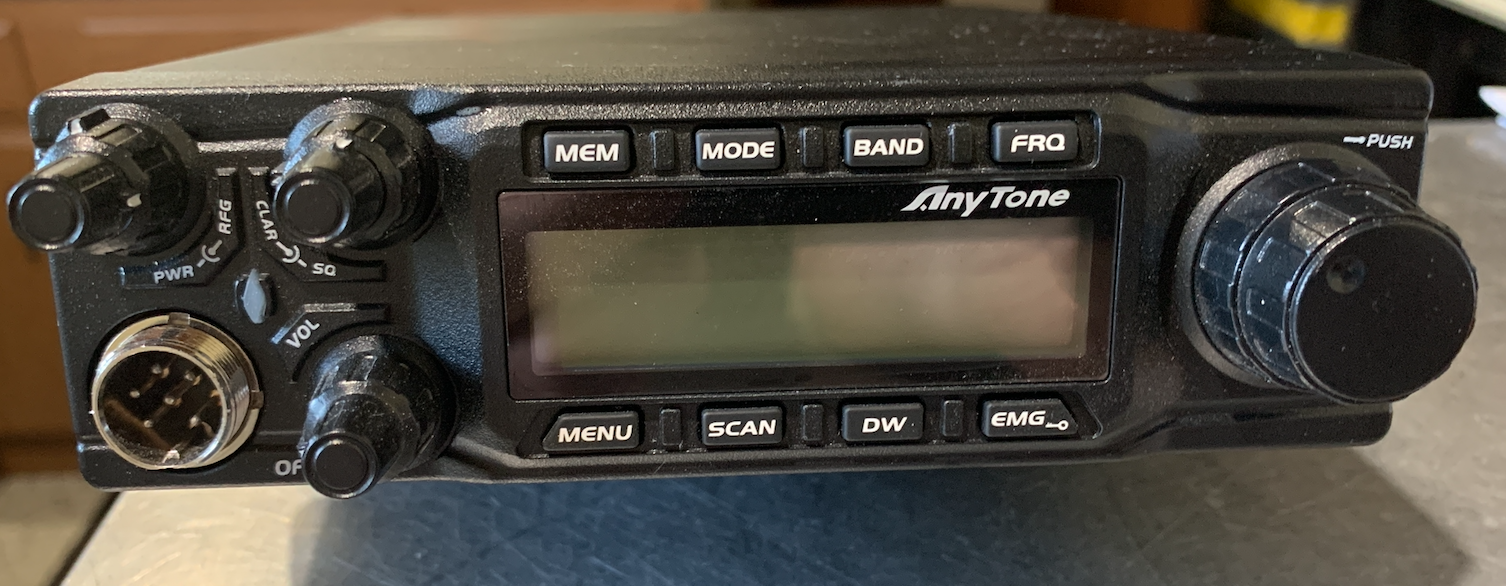 MEM MODE BAND FRQ
PUSH
AnyTone
RFG
CLAR
PWR
SQ
VOL
MENU SCAN DW EMG